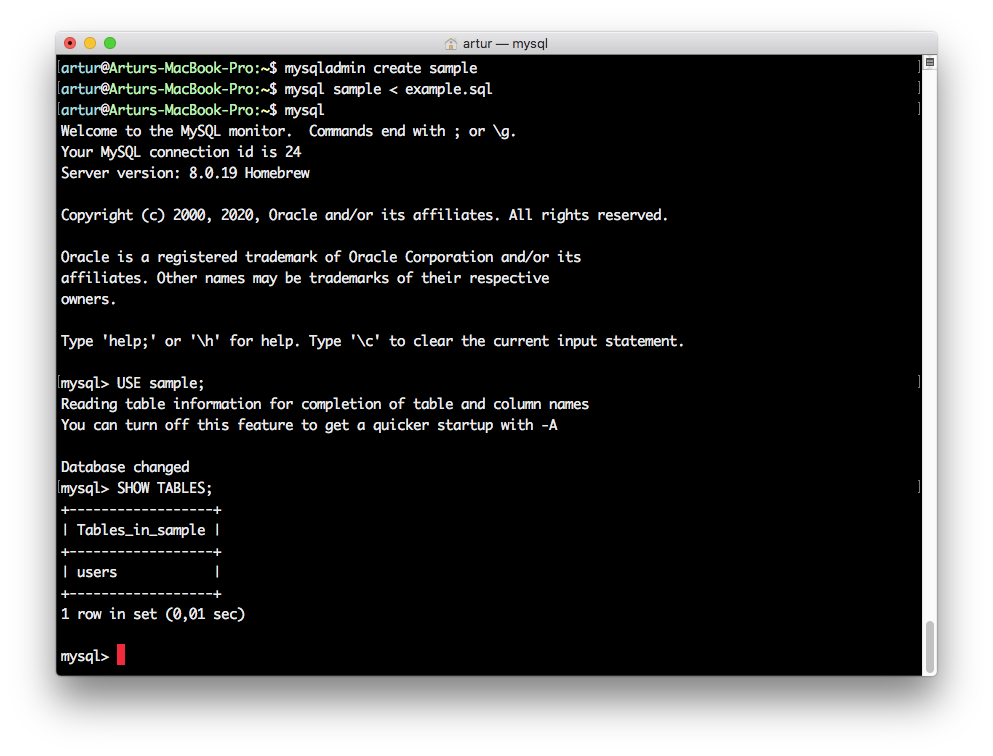 artur — mysql
artur@Arturs-MacBook-Pro:~$ mysqladmin create sample
artur@Arturs-MacBook-Pro:~$ mysql sample < example.sql
artur@Arturs-MacBook-Pro:~$ mysql
Welcome to the MySQL monitor.  Commands end with ; or \g.
Your MySQL connection id is 24
Server version: 8.0.19 Homebrew

Copyright (c) 2000, 2020, Oracle and/or its affiliates. All rights reserved.

Oracle is a registered trademark of Oracle Corporation and/or its
affiliates. Other names may be trademarks of their respective
owners.

Type 'help;' or '\h' for help. Type '\c' to clear the current input statement.

mysql> USE sample;
Reading table information for completion of table and column names
You can turn off this feature to get a quicker startup with -A

Database changed
mysql> SHOW TABLES;
+------------------+
| Tables_in_sample |
+------------------+
| users            |
+------------------+
1 row in set (0,01 sec)

mysql>